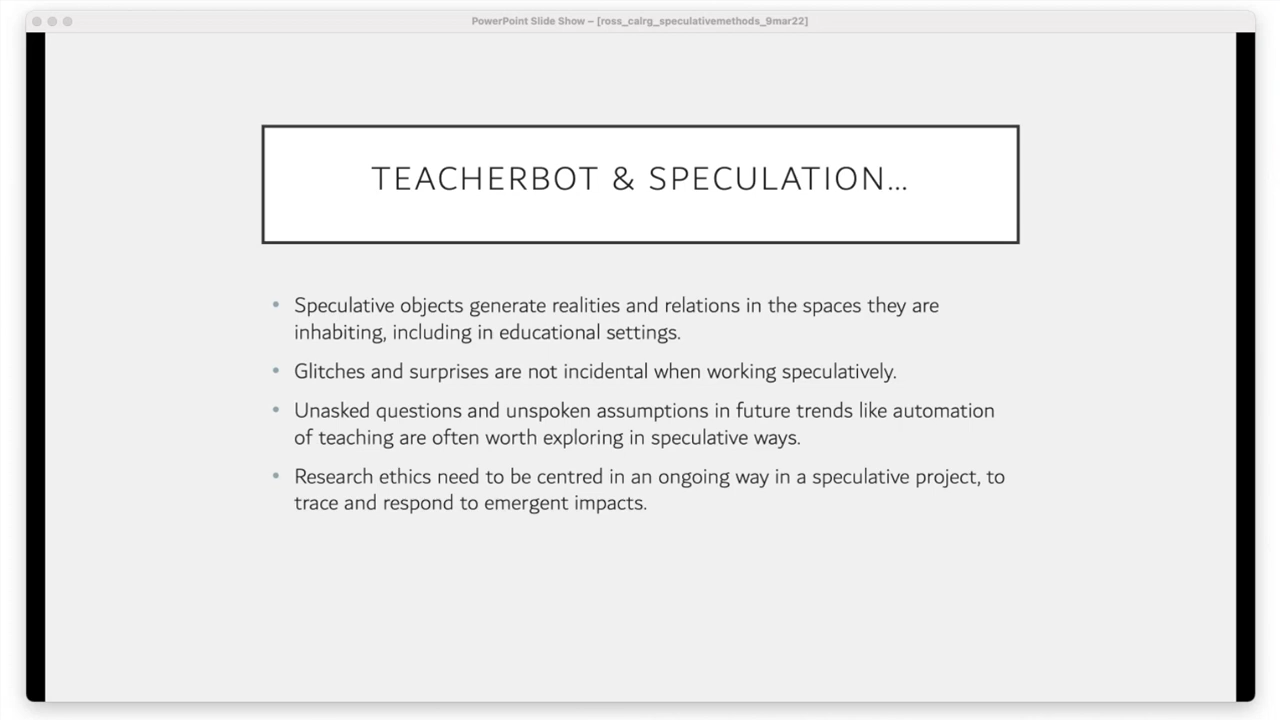 PowerPoint Slide Show – [ross_calrg_speculativemethods_9mar22]
TEACHERBOT & SPECULATION…
• Speculative objects generate realities and relations in the spaces they are
inhabiting, including in educational settings.
• Glitches and surprises are not incidental when working speculatively.
• Unasked questions and unspoken assumptions in future trends like automation
of teaching are often worth exploring in speculative ways.
• Research ethics need to be centred in an ongoing way in a speculative project, to
trace and respond to emergent impacts.